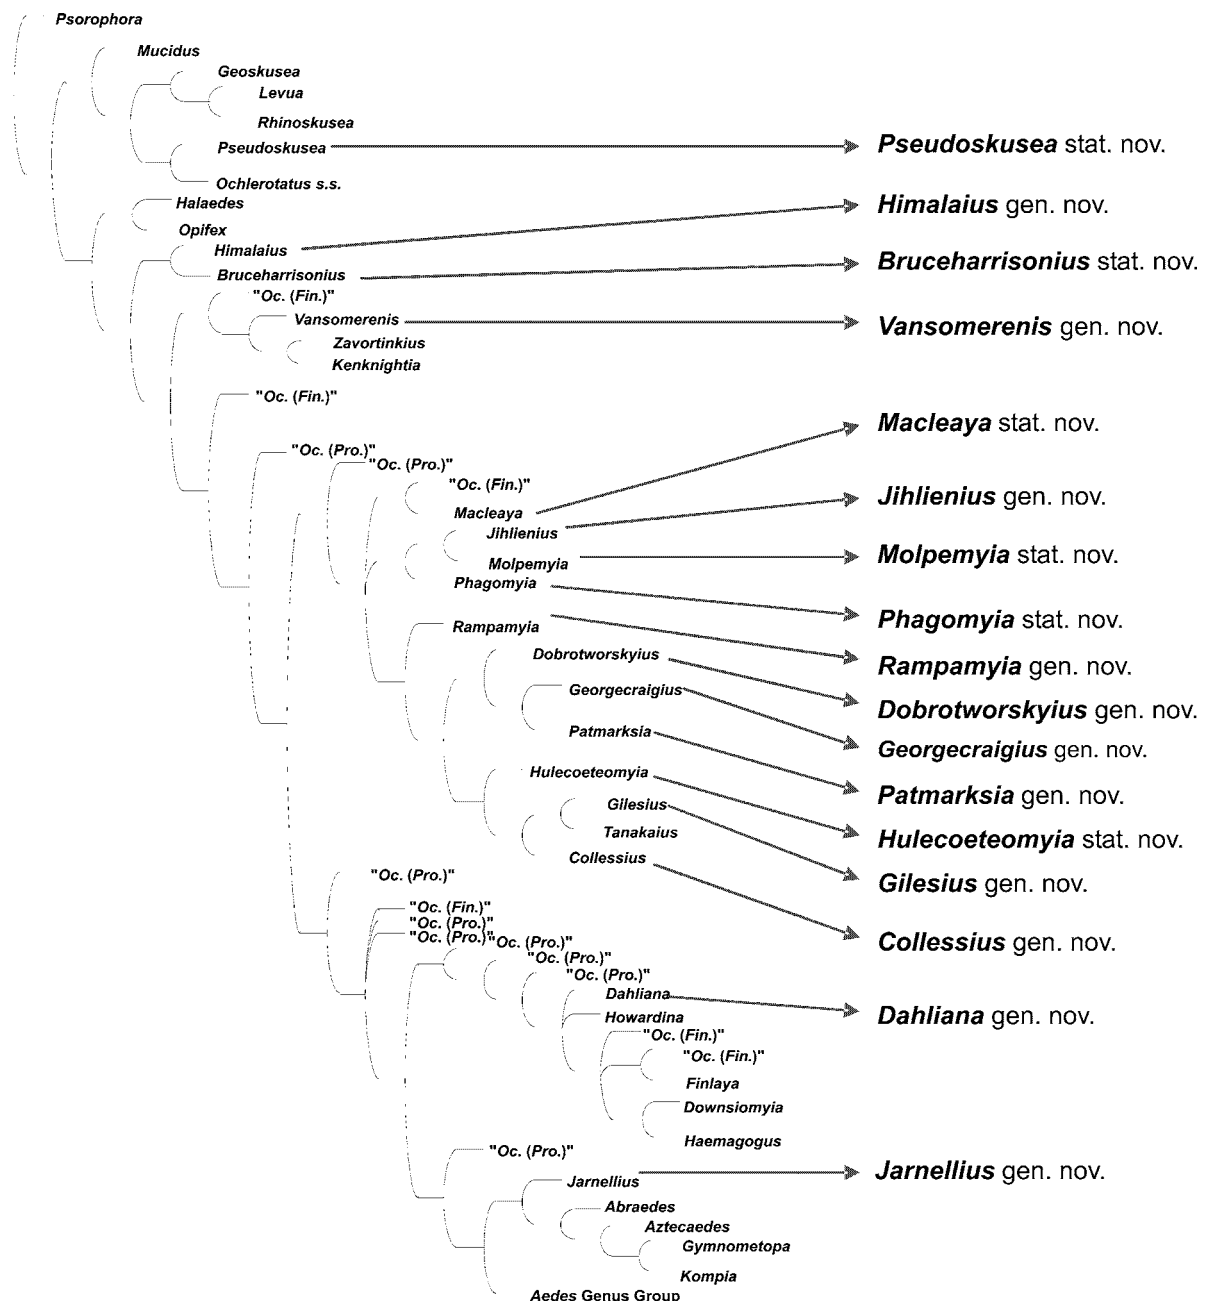 Psorophora
Mucidus
Geoskusea
Levua
Rhinoskusea
Pseudoskusea
Pseudoskusea stat. nov.
Ochlerotatus s.s.
Halaedes
Himalaius gen. nov.
Opifex
Himalaius
Bruceharrisonius
Bruceharrisonius stat. nov.
"Oc. (Fin.)"
Vansomerenis
Vansomerenis gen. nov.
Zavortinkius
Kenknightia
"Oc. (Fin.)"
Macleaya stat. nov.
"Oc. (Pro.)"
"Oc. (Pro.)"
"Oc. (Fin.)"
Jihlienius gen. nov.
Macleaya
Jihlienius
Molpemyia stat. nov.
Molpemyia
Phagomyia
Phagomyia stat. nov.
Rampamyia
Dobrotworskyius
Rampamyia gen. nov.
Georgecraigius
Dobrotworskyius gen. nov.
Patmarksia
Georgecraigius gen. nov.
Hulecoeteomyia
Patmarksia gen. nov.
Gilesius
Tanakaius
Hulecoeteomyia stat. nov.
Collessius
"Oc. (Pro.)"
Gilesius gen. nov.
"Oc. (Fin.)"
"Oc. (Pro.)"
"Oc. (Pro.)"
"Oc. (Pro.)"
Collessius gen. nov.
"Oc. (Pro.)"
"Oc. (Pro.)"
Dahliana
Howardina
Dahliana gen. nov.
"Oc. (Fin.)"
"Oc. (Fin.)"
Finlaya
Downsiomyia
Haemagogus
"Oc. (Pro.)"
Jarnellius
Jarnellius gen. nov.
Abraedes
Aztecaedes
Gymnometopa
Kompia
Aedes Genus Group